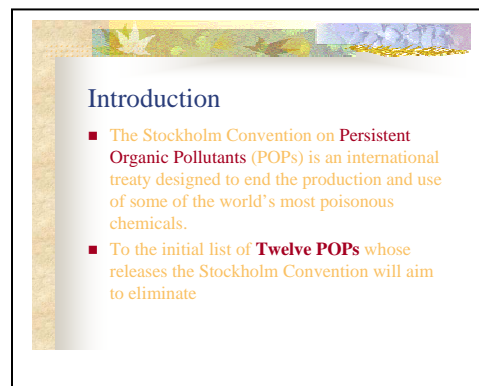 Introduction
The Stockholm Convention on Persistent
Organic Pollutants (POPs) is an international
treaty designed to end the production and use
of some of the world's most poisonous
chemicals.
To the initial list of Twelve POPs whose
releases the Stockholm Convention will aim
to eliminate